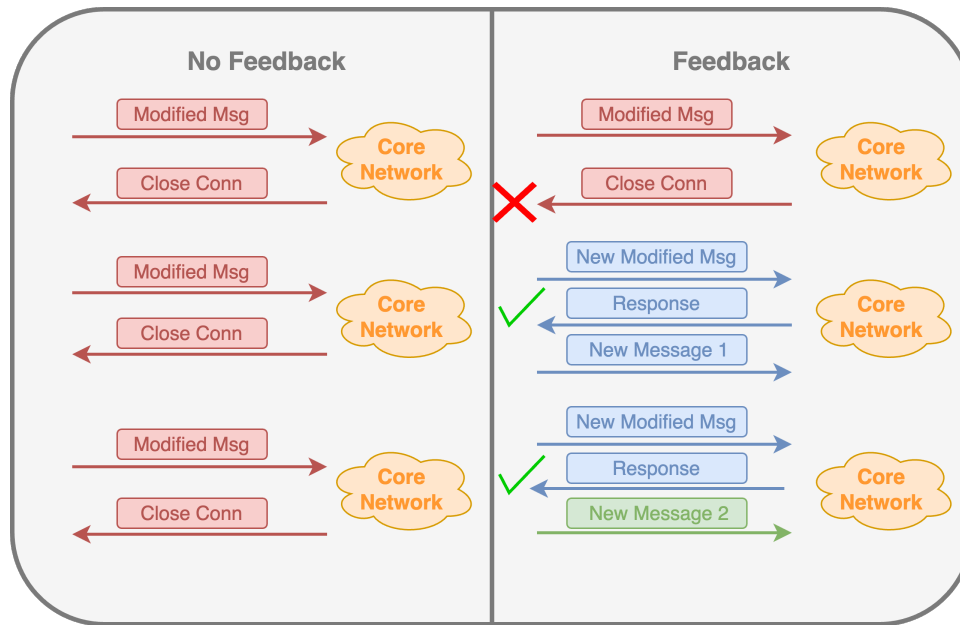 No Feedback
Modified Msg
Core
Network
Close Conn
Modified Msg
Core
Network
Close Conn
Modified Msg
Core
Network
Close Conn
Feedback
Modified Msg
Core
Network
Close Conn
New Modified Msg
Response
Core
Network
New Message 1
New Modified Msg
Response
Core
Network
New Message 2